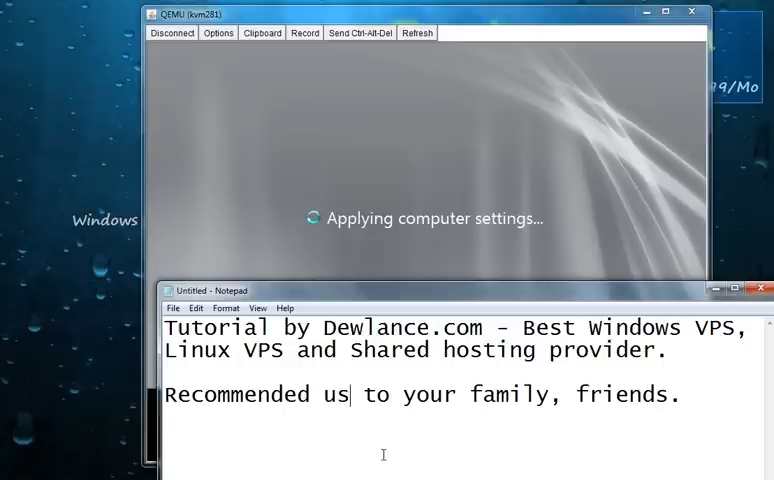 QEMU (kvm281)
Disconnect Options Clipboard Record Send Ctrl-Alt-Del Refresh
9/Mo
Windows
Applying computer settings...
Untitled - Notepad
File Edit Format View Help
Tutorial by Dewlance.com - Best Windows VPS,
Linux VPS and Shared hosting provider.
Recommended us to your family, friends.